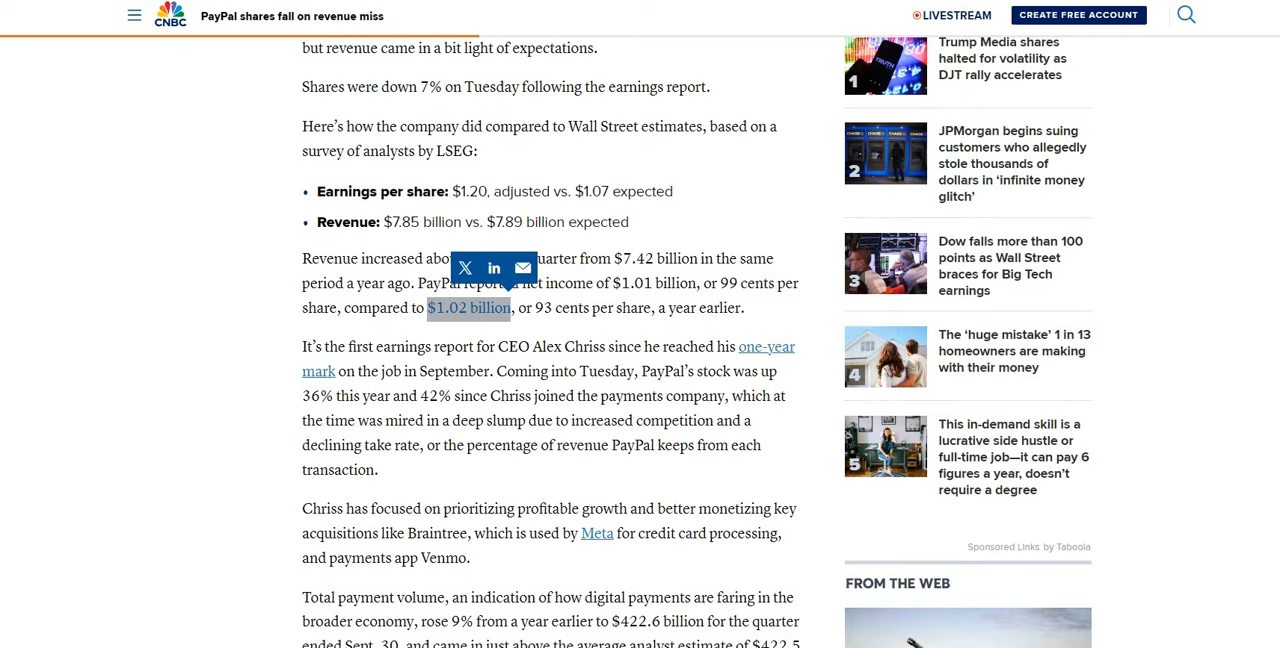 CNBC
PayPal shares fall on revenue miss
LIVESTREAM
CREATE FREE ACCOUNT
but revenue came in a bit light of expectations.
Shares were down 7% on Tuesday following the earnings report.
Here’s how the company did compared to Wall Street estimates, based on a
survey of analysts by LSEG:
• Earnings per share: $1.20, adjusted vs. $1.07 expected
• Revenue: $7.85 billion vs. $7.89 billion expected
Revenue increased uarter from $7.42 billion in the same
period a year ago. PayPal net income of $1.01 billion, or 99 cents per
share, compared to $1.02 billion, or 93 cents per share, a year earlier.
It’s the first earnings report for CEO Alex Chriss since he reached his one-year
mark on the job in September. Coming into Tuesday, PayPal’s stock was up
36% this year and 42% since Chriss joined the payments company, which at
the time was mired in a deep slump due to increased competition and a
declining take rate, or the percentage of revenue PayPal keeps from each
transaction.
Chriss has focused on prioritizing profitable growth and better monetizing key
acquisitions like Braintree, which is used by Meta for credit card processing,
and payments app Venmo.
Total payment volume, an indication of how digital payments are faring in the
broader economy, rose 9% from a year earlier to $422.6 billion for the quarter
ended Sept. 30, and came in just above the average analyst estimate of $422.5
1
Trump Media shares
halted for volatility as
DJT rally accelerates
2
JPMorgan begins suing
customers who allegedly
stole thousands of
dollars in ‘infinite money
glitch’
3
Dow falls more than 100
points as Wall Street
braces for Big Tech
earnings
4
The ‘huge mistake’ 1 in 13
homeowners are making
with their money
5
This in-demand skill is a
lucrative side hustle or
full-time job—it can pay 6
figures a year, doesn’t
require a degree
Sponsored Links by Taboola
FROM THE WEB